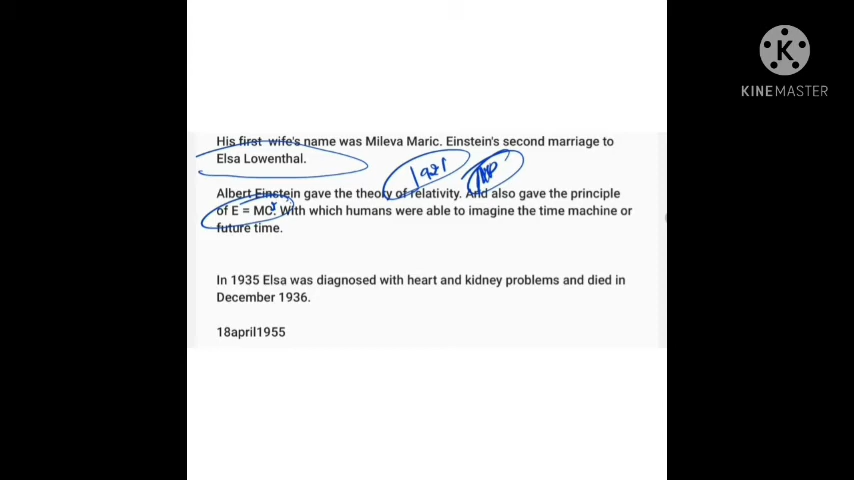 K
KINEMASTER
His first wife's name was Mileva Maric. Einstein's second marriage to
Elsa Lowenthal.
1921
Albert Einstein gave the theory of relativity. And also gave the principle
of E = MC². With which humans were able to imagine the time machine or
future time.
In 1935 Elsa was diagnosed with heart and kidney problems and died in
December 1936.
18april1955